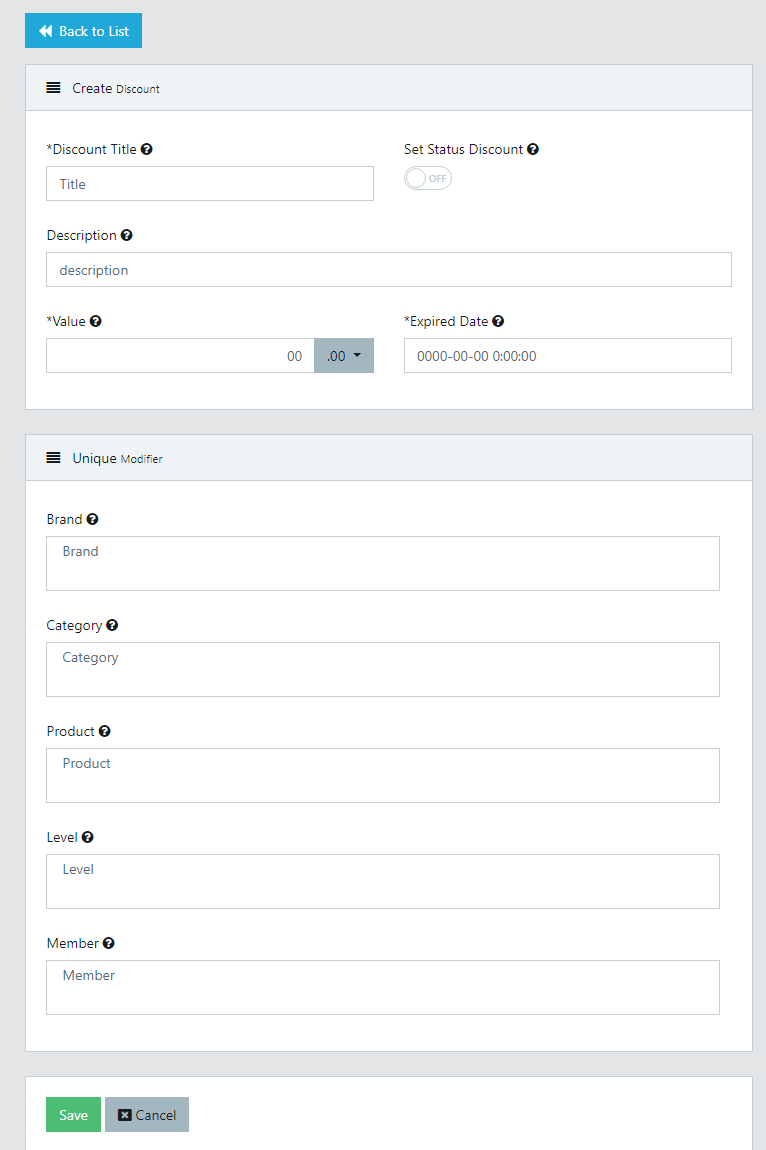 Back to List
Create Discount
*Discount Title
Set Status Discount
Title
OFF
Description
description
*Value
*Expired Date
00
.00
0000-00-00 0:00:00
Unique Modifier
Brand
Brand
Category
Category
Product
Product
Level
Level
Member
Member
Save
Cancel